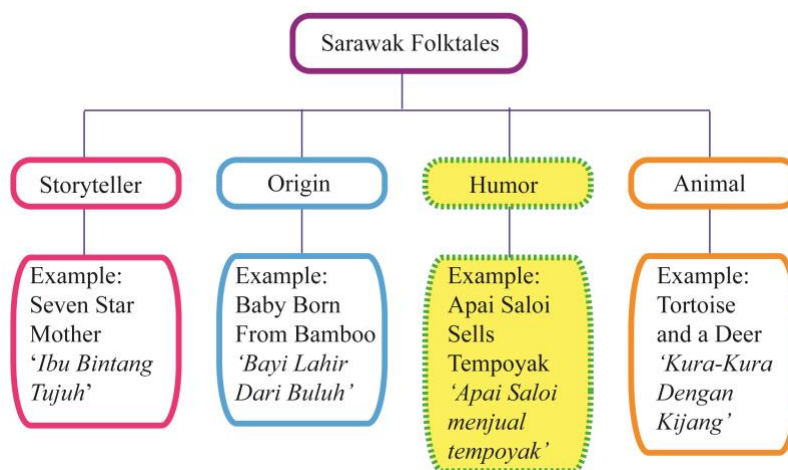 Sarawak Folktales
Storyteller
Origin
Humor
Animal
Example:
Seven Star
Mother
‘Ibu Bintang
Tujuh’
Example:
Baby Born
From Bamboo
‘Bayi Lahir
Dari Buluh’
Example:
Apai Saloi
Sells
Tempoyak
‘Apai Saloi
menjual
tempoyak’
Example:
Tortoise
and a Deer
‘Kura-Kura
Dengan
Kijang’